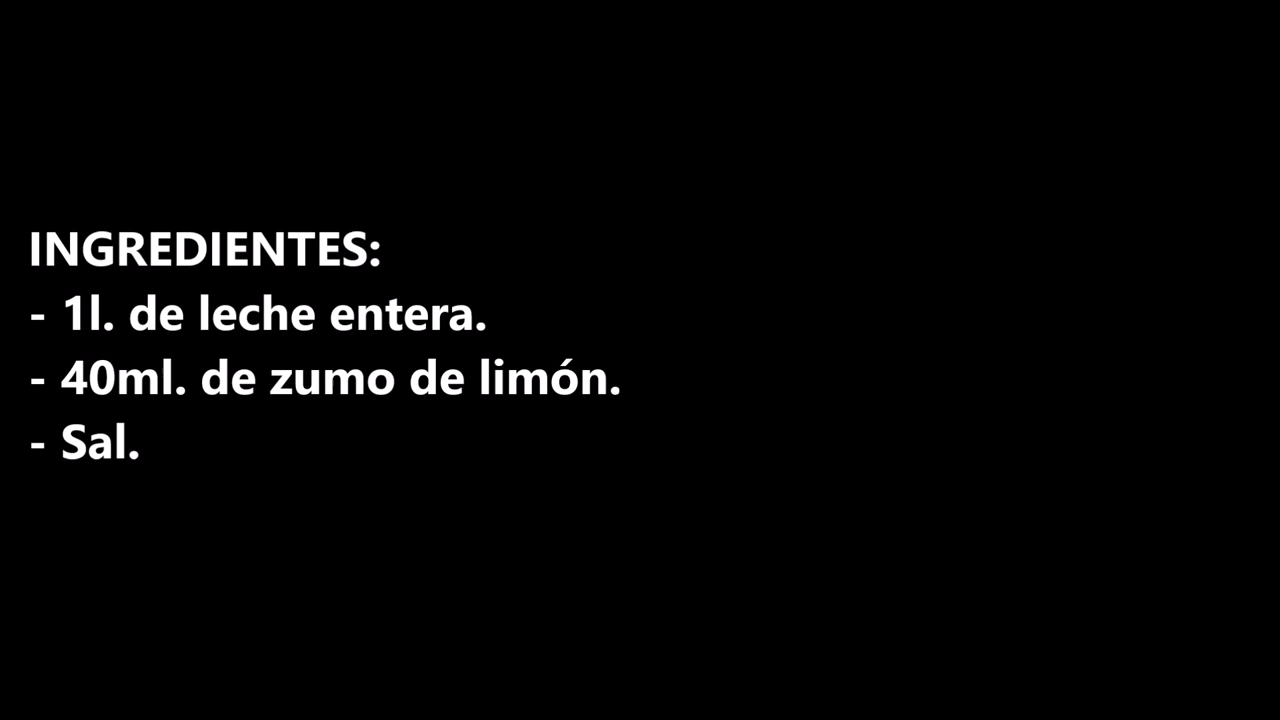 INGREDIENTES:
- 1l. de leche entera.
- 40ml. de zumo de limón.
- Sal.